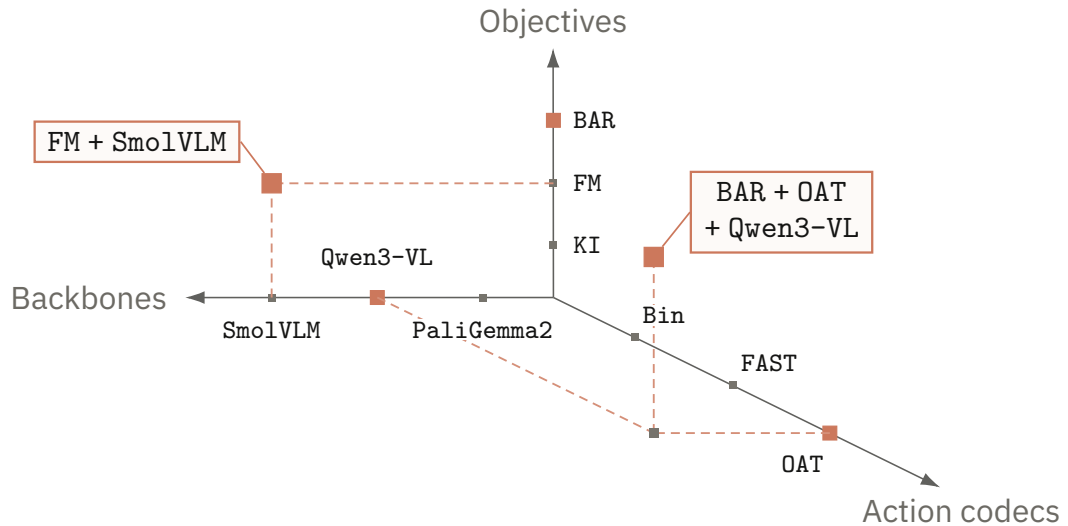 Objectives
BAR
FM + SmolVLM
FM
BAR + OAT
+ Qwen3-VL
KI
Qwen3-VL
Backbones
SmolVLM
PaliGemma2
Bin
FAST
OAT
Action codecs